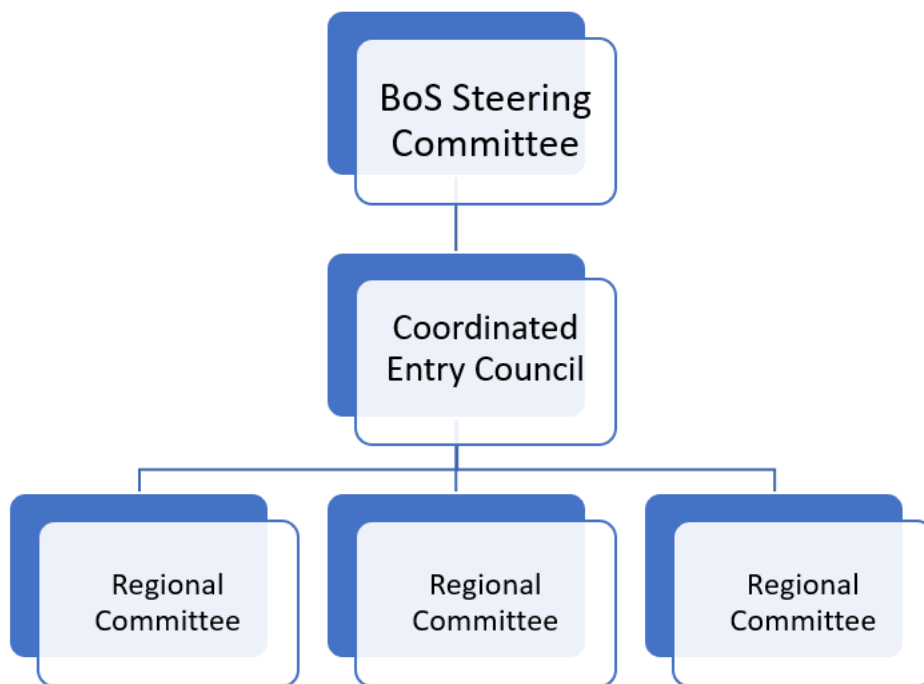 BoS Steering
Committee
Coordinated
Entry Council
Regional
Committee
Regional
Committee
Regional
Committee